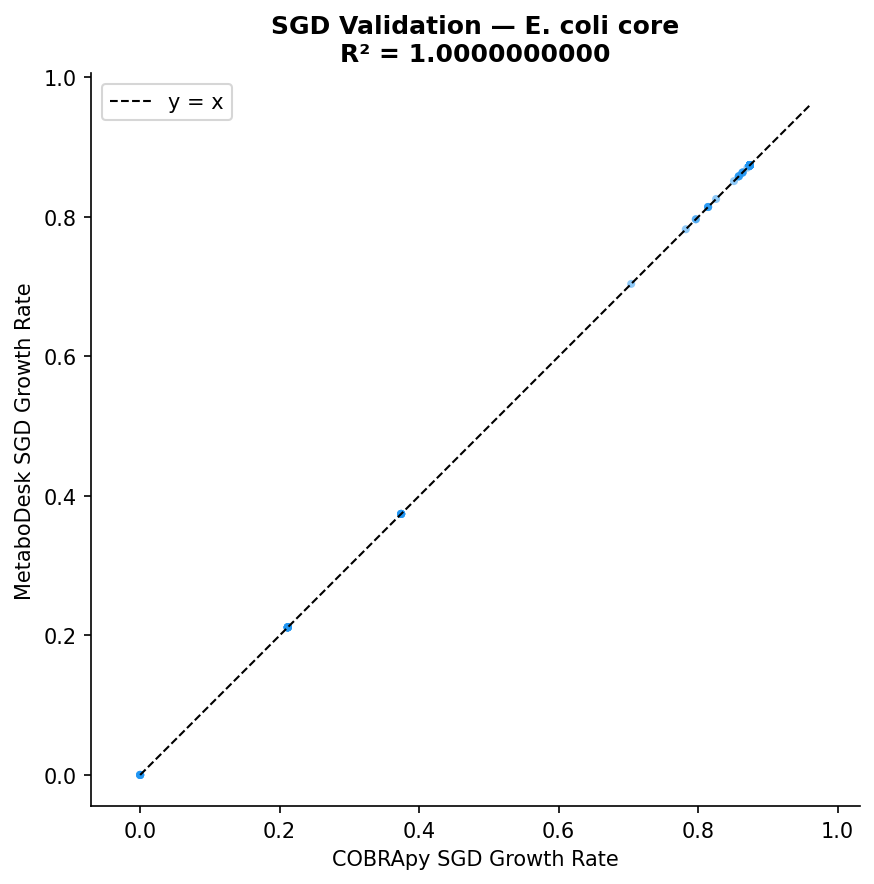 SGD Validation — E. coli core
R² = 1.0000000000
y = x
MetaboDesk SGD Growth Rate
1.0
0.8
0.6
0.4
0.2
0.0
0.0 0.2 0.4 0.6 0.8 1.0
COBRApy SGD Growth Rate